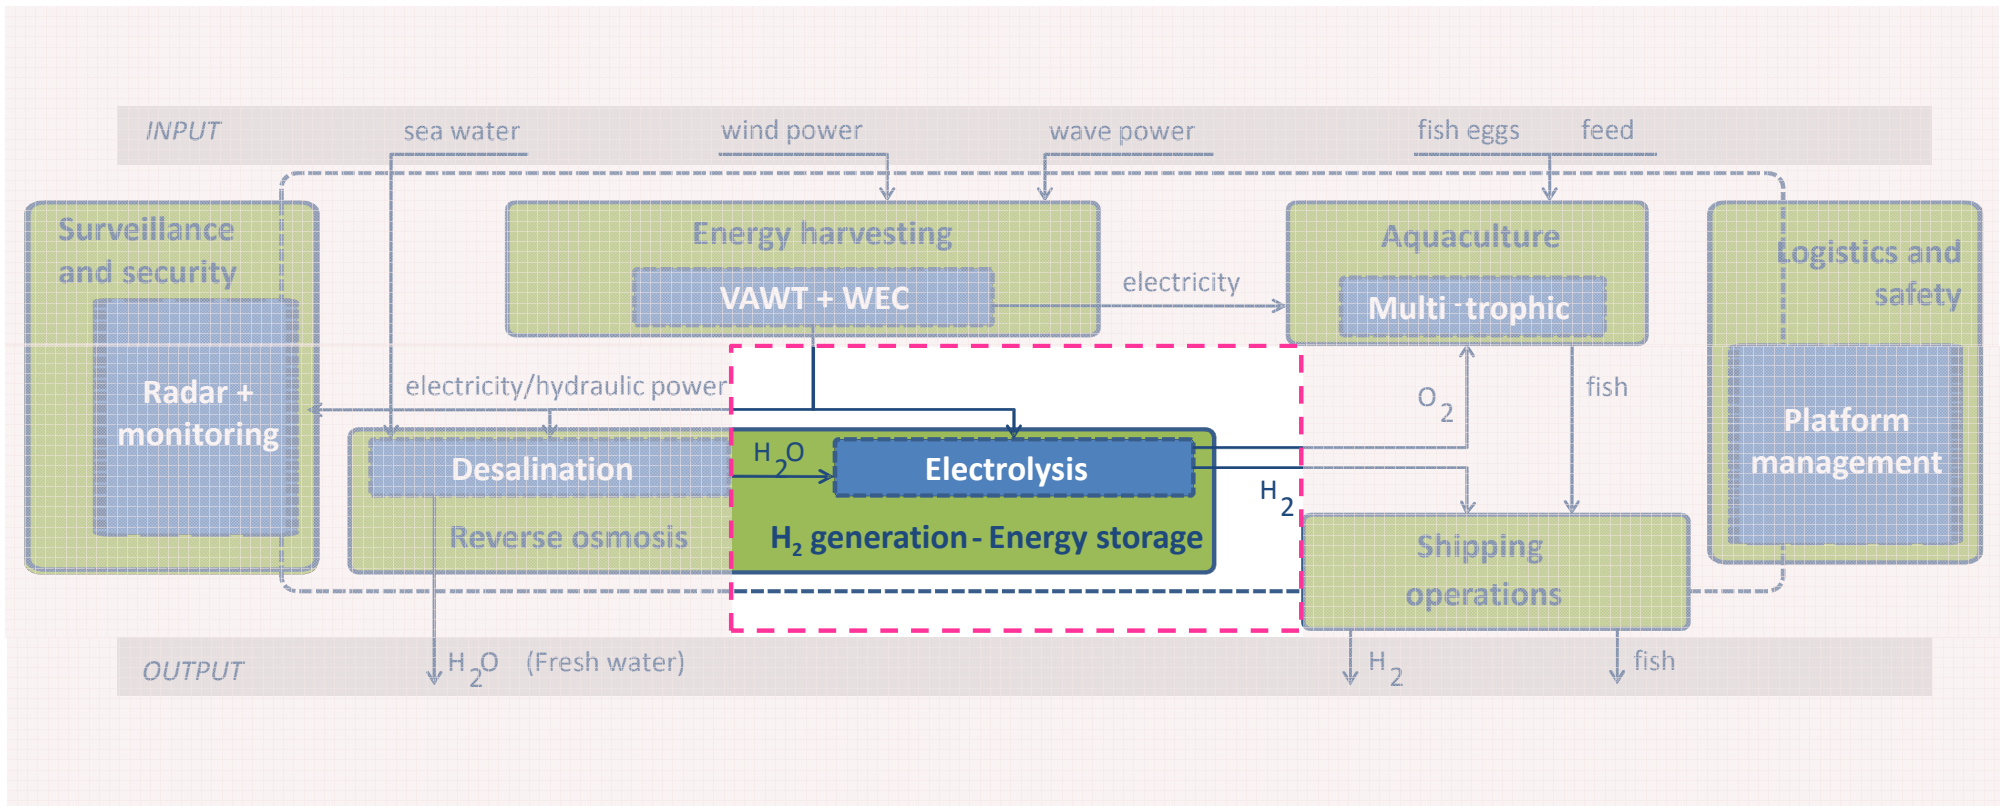 INPUT
sea water
wind power
wave power
fish eggs
feed
Surveillance
and security
Radar +
monitoring
Energy harvesting
VAWT + WEC
electricity
Aquaculture
Multi -trophic
Logistics and
safety
Platform
management
electricity/hydraulic power
O2
fish
Desalination
H2O
Electrolysis
H2
Reverse osmosis
H2 generation - Energy storage
Shipping
operations
OUTPUT
H2O (Fresh water)
H2
fish